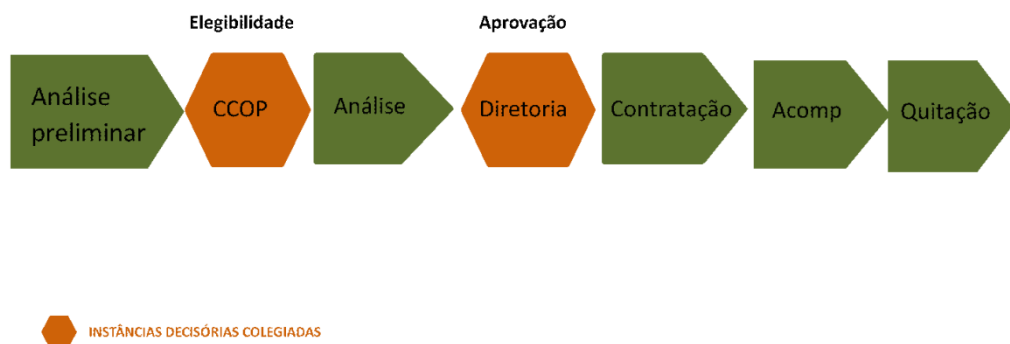 Elegibilidade
Aprovação
Análise
preliminar
CCOP
Análise
Diretoria
Contratação
Acomp
Quitação
INSTÂNCIAS DECISÓRIAS COLEGIADAS